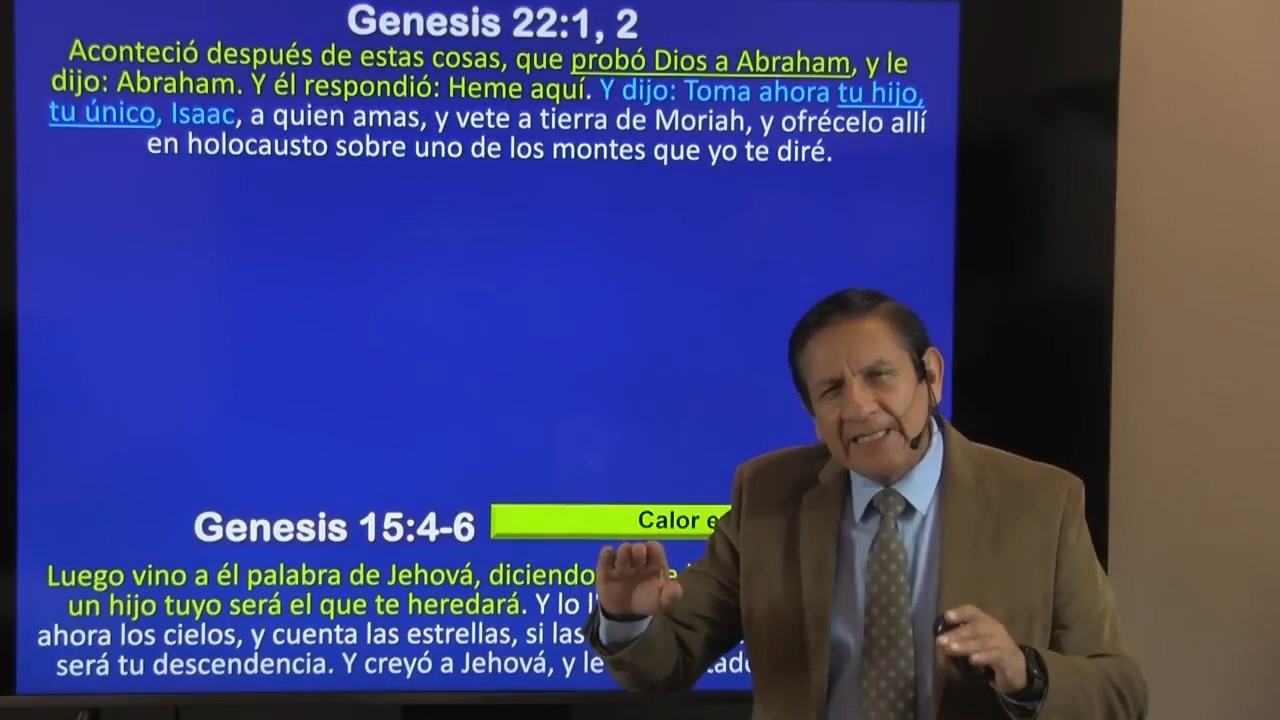 Genesis 22:1, 2
Aconteció después de estas cosas, que probó Dios a Abraham, y le
dijo: Abraham. Y él respondió: Heme aquí. Y dijo: Toma ahora tu hijo,
tu único, Isaac, a quien amas, y vete a tierra de Moriah, y ofrécelo allí
en holocausto sobre uno de los montes que yo te diré.
Genesis 15:4-6
Calor
Luego vino a él palabra de Jehová, diciendo
un hijo tuyo será el que te heredará. Y lo
ahora los cielos, y cuenta las estrellas, si las
será tu descendencia. Y creyó a Jehová, y le